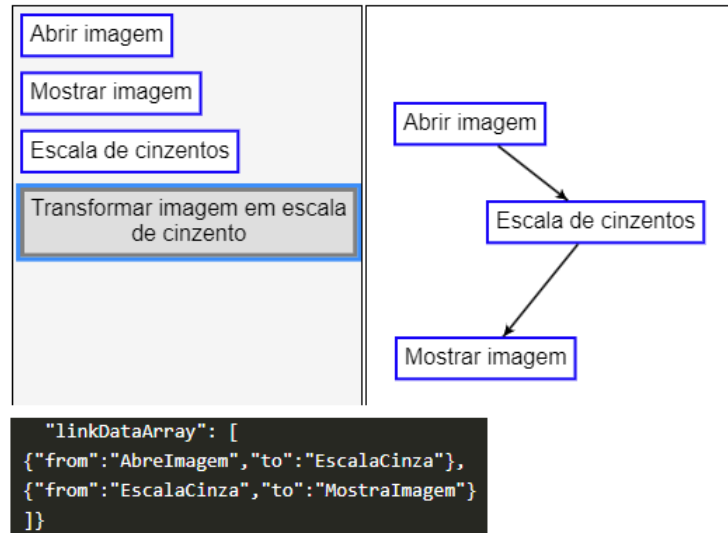 Abrir imagem
Mostrar imagem
Escala de cinzentos
Transformar imagem em escala
de cinzento
Abrir imagem
Escala de cinzentos
Mostrar imagem
"linkDataArray": [
{"from":"AbreImagem","to":"EscalaCinza"},
{"from":"EscalaCinza","to":"MostraImagem"}
]}